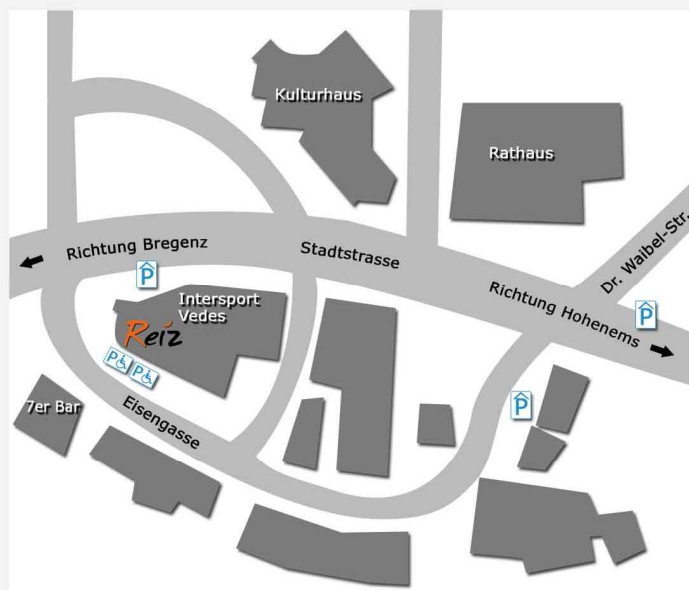 Kulturhaus
Rathaus
Richtung Bregenz
Stadtstrasse
Dr. Waibel-Str.
Richtung Hohenems
P
P
P
Intersport
Vedes
Reiz
P
P
7er Bar
Eisengasse